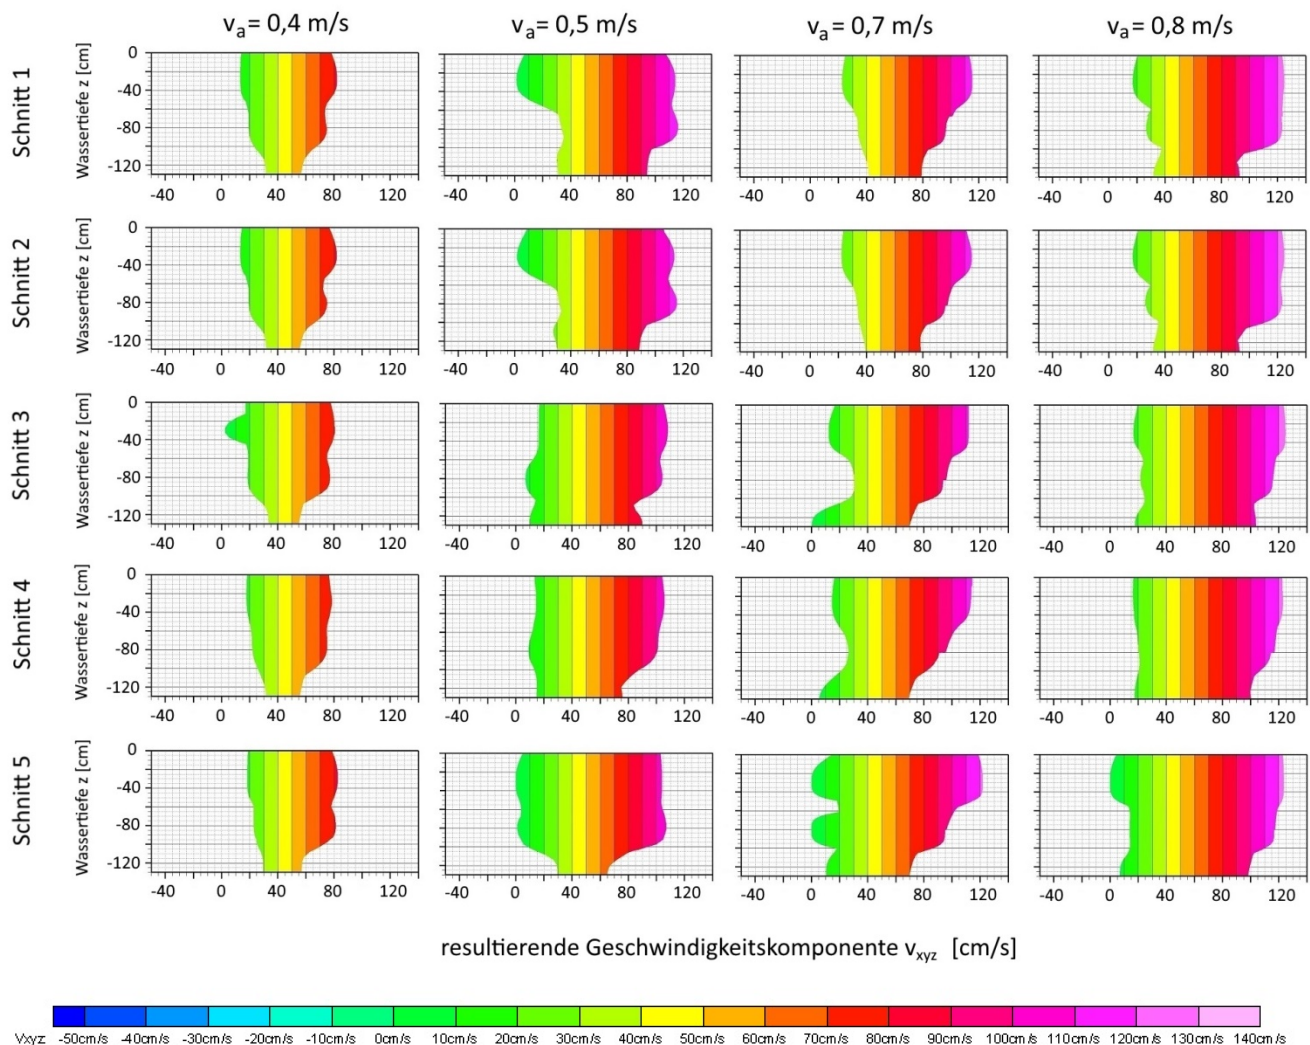 vₐ= 0,4 m/s vₐ= 0,5 m/s vₐ= 0,7 m/s vₐ= 0,8 m/s
Schnitt 1
Wassertiefe z [cm]
0
-40
-80
-120
-40 0 40 80 120 -40 0 40 80 120 -40 0 40 80 120 -40 0 40 80 120
Schnitt 2
Wassertiefe z [cm]
0
-40
-80
-120
-40 0 40 80 120 -40 0 40 80 120 -40 0 40 80 120 -40 0 40 80 120
Schnitt 3
Wassertiefe z [cm]
0
-40
-80
-120
-40 0 40 80 120 -40 0 40 80 120 -40 0 40 80 120 -40 0 40 80 120
Schnitt 4
Wassertiefe z [cm]
0
-40
-80
-120
-40 0 40 80 120 -40 0 40 80 120 -40 0 40 80 120 -40 0 40 80 120
Schnitt 5
Wassertiefe z [cm]
0
-40
-80
-120
-40 0 40 80 120 -40 0 40 80 120 -40 0 40 80 120 -40 0 40 80 120
resultierende Geschwindigkeitskomponente vxyz [cm/s]
Vxyz -50cm/s -40cm/s -30cm/s -20cm/s -10cm/s 0cm/s 10cm/s 20cm/s 30cm/s 40cm/s 50cm/s 60cm/s 70cm/s 80cm/s 90cm/s 100cm/s 110cm/s 120cm/s 130cm/s 140cm/s